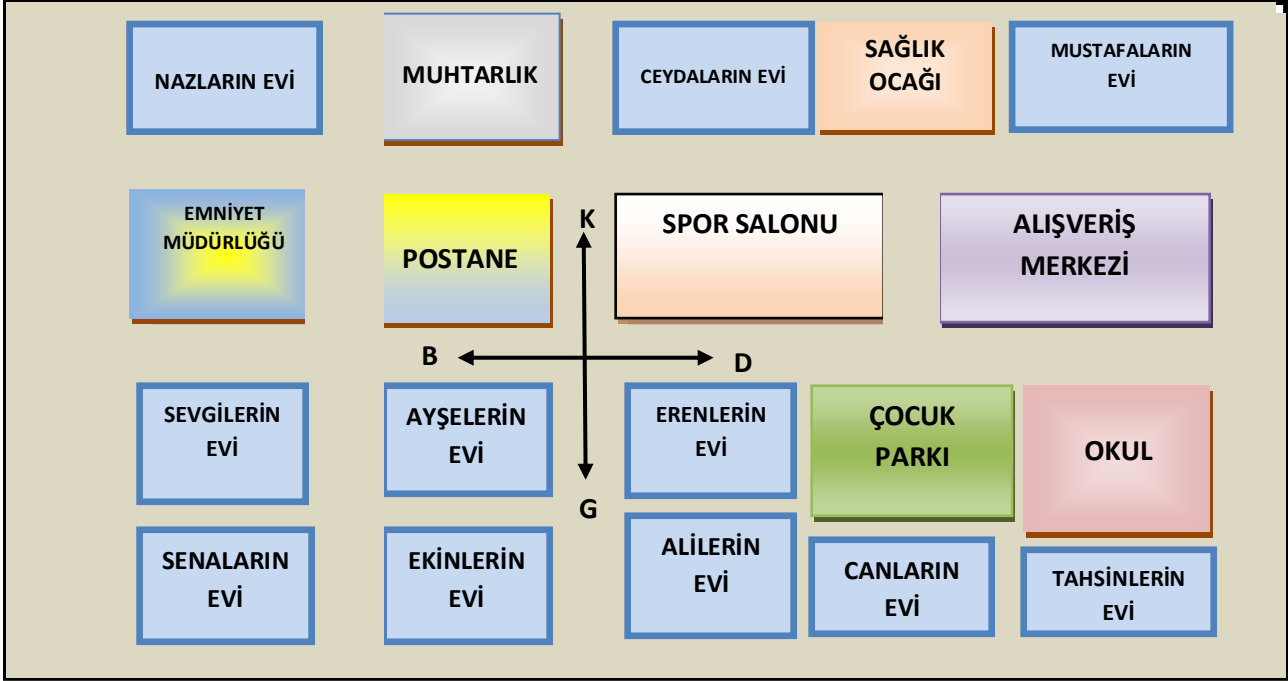 NAZLARIN EVİ
MUHTARLIK
CEYDALARIN EVİ
SAĞLIK
OCAĞI
MUSTAFALARIN
EVİ
EMNİYET
MÜDÜRLÜĞÜ
POSTANE
K
SPOR SALONU
ALIŞVERİŞ
MERKEZİ
B
D
SEVGİLERİN
EVİ
AYŞELERİN
EVİ
G
ERENLERİN
EVİ
ÇOCUK
PARKI
OKUL
SENALARIN
EVİ
EKİNLERİN
EVİ
ALİLERİN
EVİ
CANLARIN
EVİ
TAHSİNLERİN
EVİ